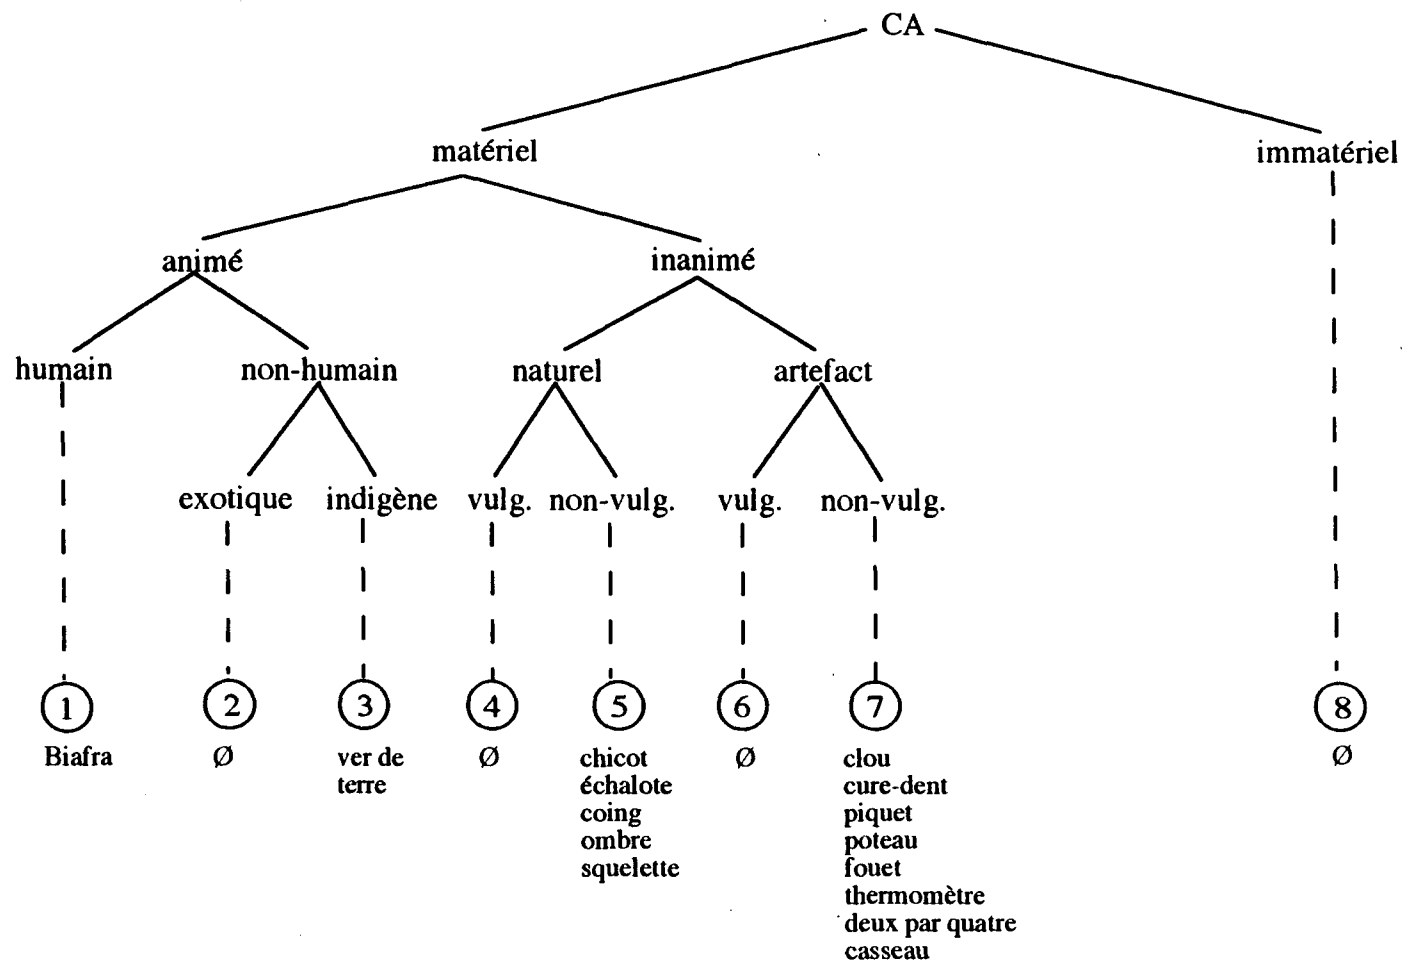 CA
matériel
immatériel
animé
inanimé
humain
non-humain
naturel
artefact
exotique
indigène
vulg.
non-vulg.
vulg.
non-vulg.
1
2
3
4
5
6
7
8
Biafra
Ø
ver de
terre
Ø
chicot
échalote
coing
ombre
squelette
Ø
clou
cure-dent
piquet
poteau
fouet
thermomètre
deux par quatre
casseau
Ø